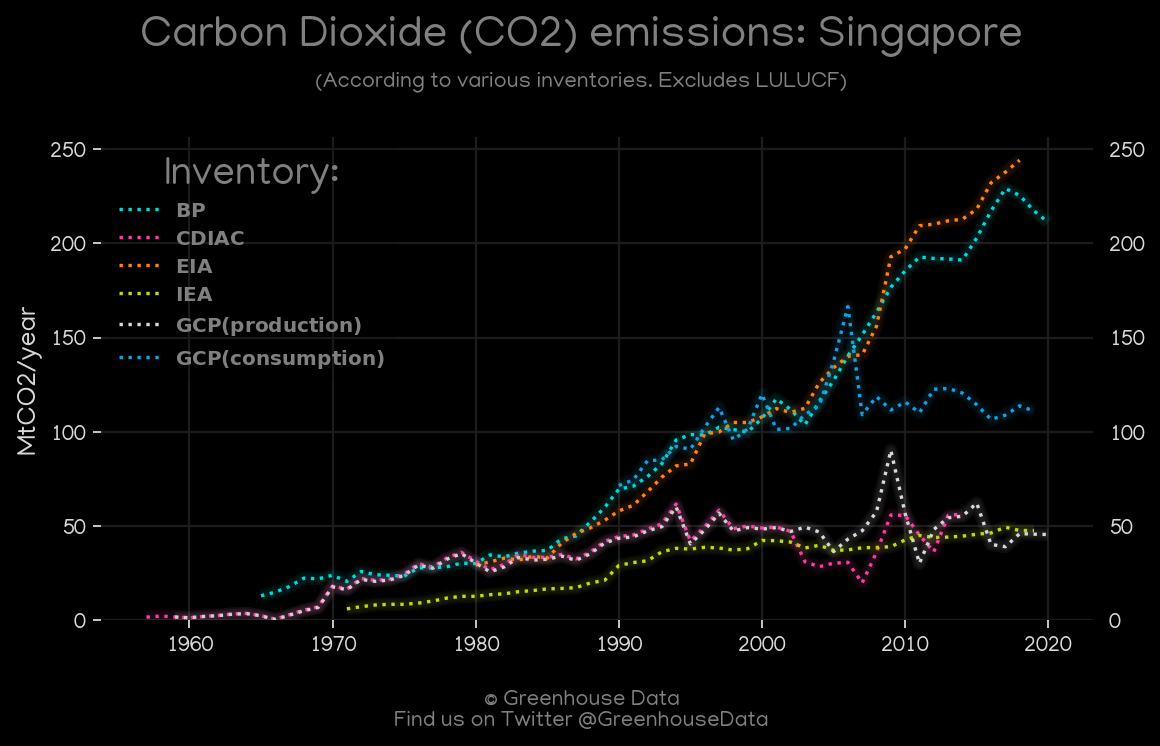 Carbon Dioxide (CO2) emissions: Singapore
(According to various inventories. Excludes LULUCF)
250
200
150
100
50
0
MtCO2/year
Inventory:
BP
CDIAC
EIA
IEA
GCP(production)
GCP(consumption)
250
200
150
100
50
0
1960 1970 1980 1990 2000 2010 2020
© Greenhouse Data
Find us on Twitter @GreenhouseData